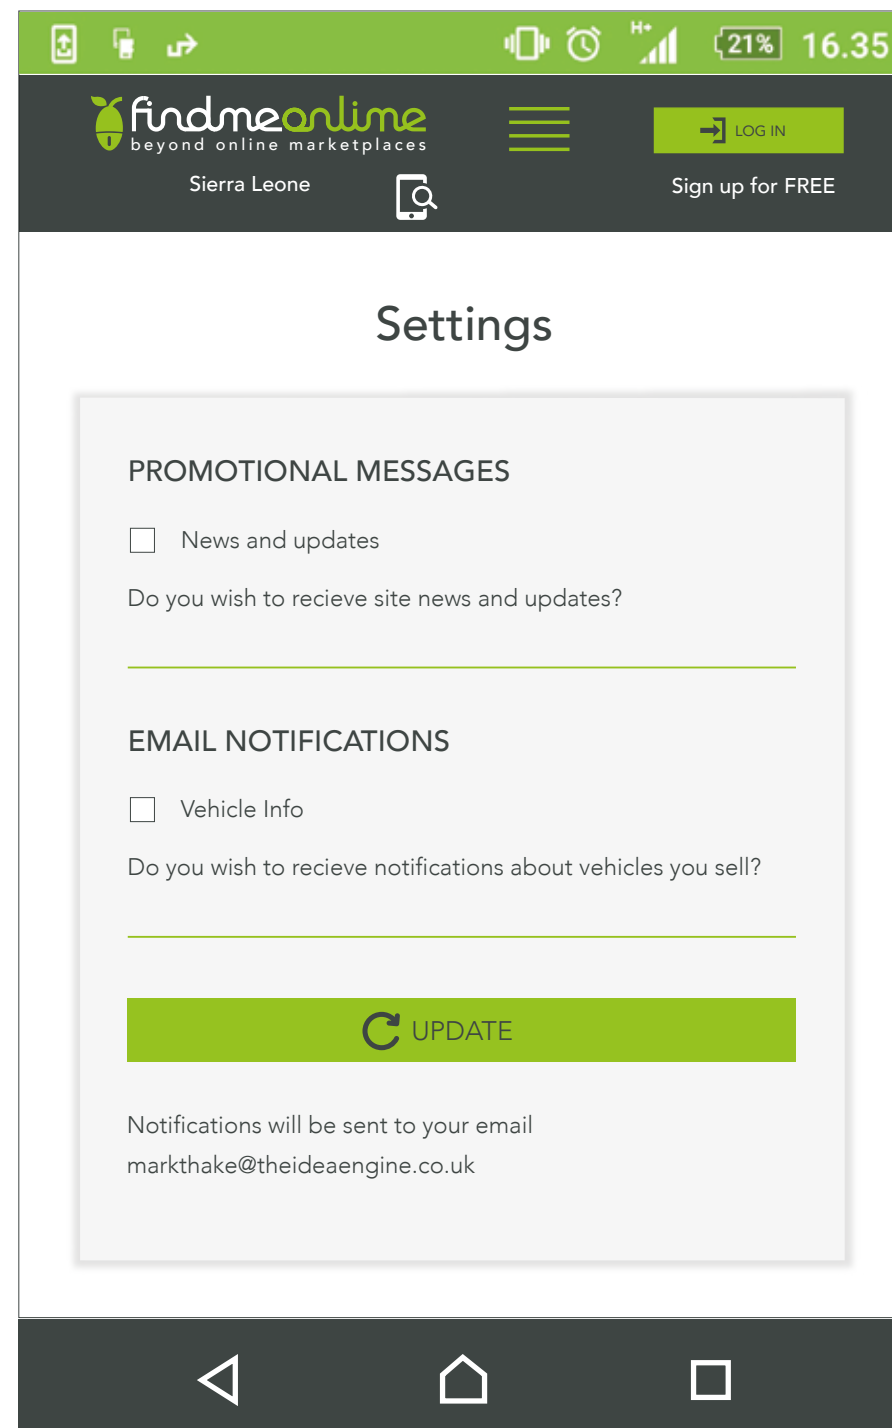 H+ 21% 16.35
findmeonlime
beyond online marketplaces
LOG IN
Sierra Leone
Sign up for FREE
Settings
PROMOTIONAL MESSAGES
News and updates
Do you wish to recieve site news and updates?
EMAIL NOTIFICATIONS
Vehicle Info
Do you wish to recieve notifications about vehicles you sell?
UPDATE
Notifications will be sent to your email
markthake@theideaengine.co.uk